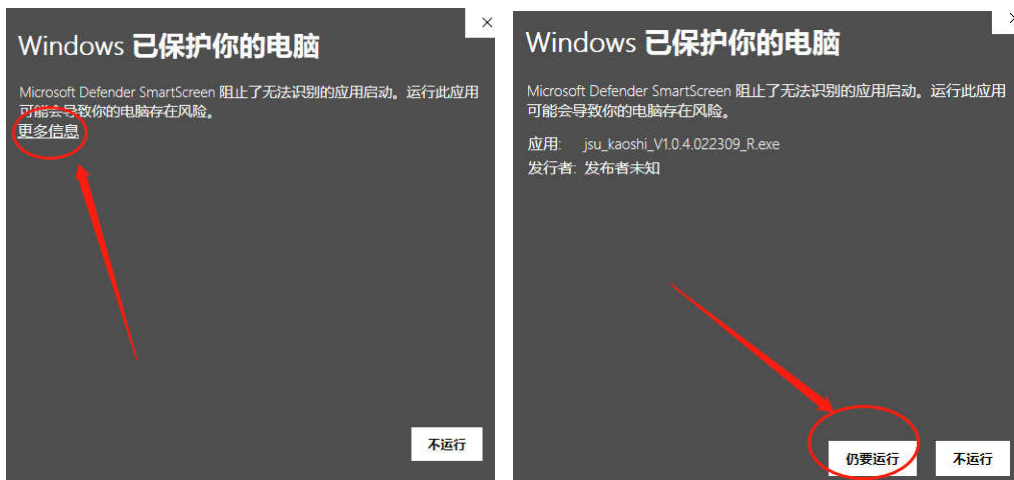 Windows 已保护你的电脑
Microsoft Defender SmartScreen 阻止了无法识别的应用启动。运行此应用
可能会导致你的电脑存在风险。
更多信息
不运行
Windows 已保护你的电脑
Microsoft Defender SmartScreen 阻止了无法识别的应用启动。运行此应用
可能会导致你的电脑存在风险。
应用: jsu_kaoshi_V1.0.4.022309_R.exe
发行者: 发布者未知
仍要运行 不运行